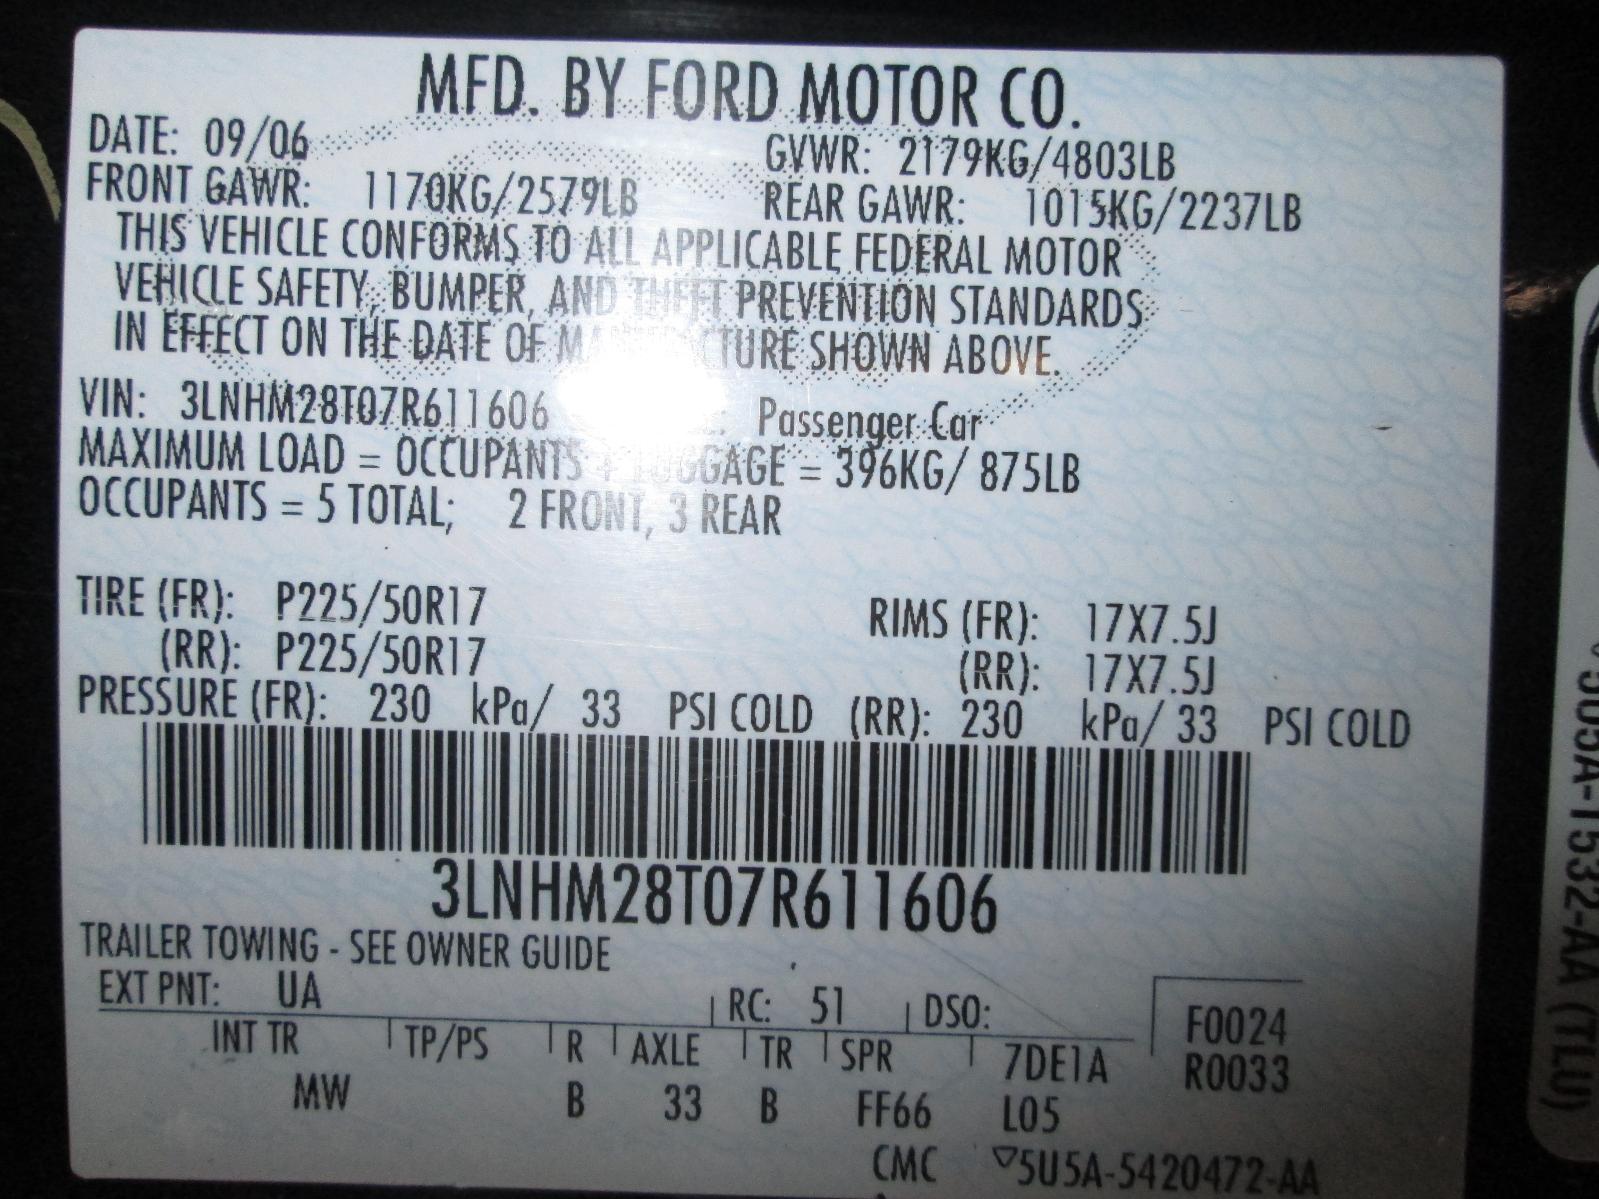 MFD. BY FORD MOTOR CO.
DATE: 09/06
GVWR: 2179KG/4803LB
FRONT GAWR: 1170KG/2579LB
REAR GAWR: 1015KG/2237LB
THIS VEHICLE CONFORMS TO ALL APPLICABLE FEDERAL MOTOR
VEHICLE SAFETY, BUMPER, AND THEFT PREVENTION STANDARDS
IN EFFECT ON THE DATE OF MANUFACTURE SHOWN ABOVE.
VIN: 3LNHM28T07R611606 Passenger Car
MAXIMUM LOAD = OCCUPANTS + LUGGAGE = 396KG/ 875LB
OCCUPANTS = 5 TOTAL; 2 FRONT, 3 REAR
TIRE (FR): P225/50R17 RIMS (FR): 17X7.5J
(RR): P225/50R17 (RR): 17X7.5J
PRESSURE (FR): 230 kPa/ 33 PSI COLD (RR): 230 kPa/ 33 PSI COLD
3LNHM28T07R611606
TRAILER TOWING - SEE OWNER GUIDE
EXT PNT: UA RC: 51 DSO:
F0024
INT TR TP/PS R AXLE TR SPR 7DE1A R0033
MW B 33 B FF66 L05
CMC ▽5U5A-5420472-AA
5U5A-1532-AA (TLU)